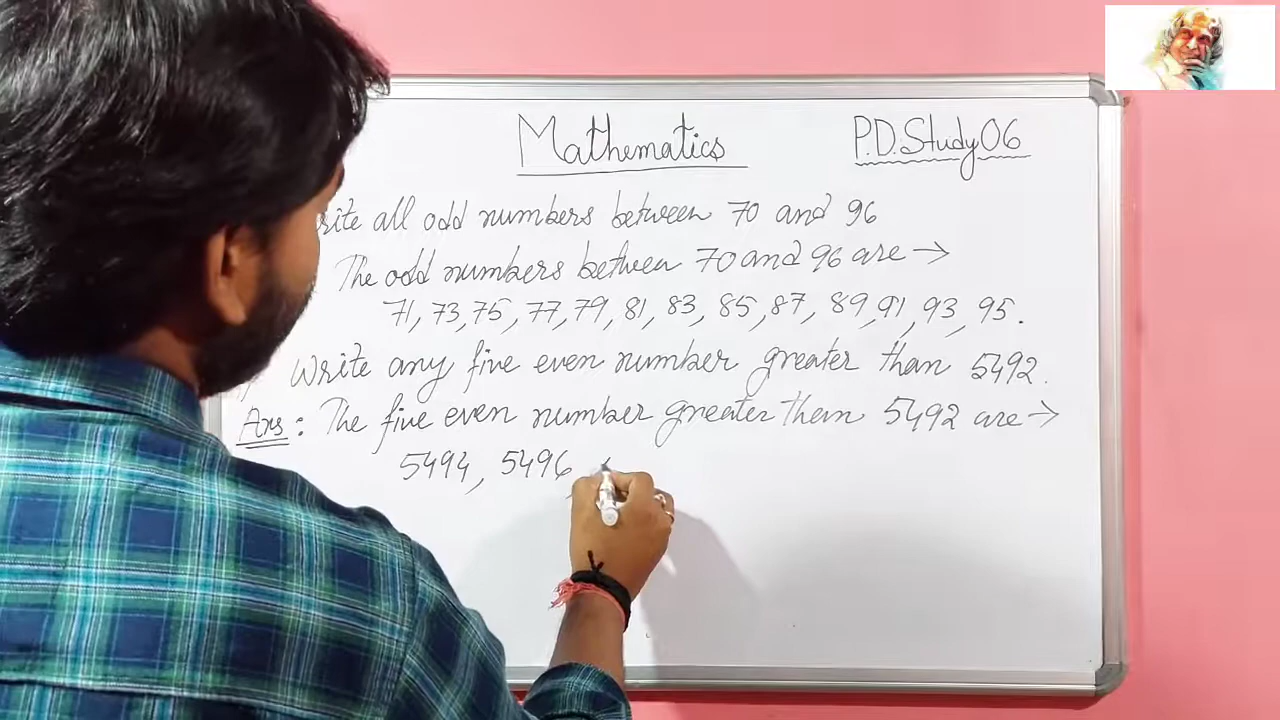 Mathematics
P.D.Study06
rite all odd numbers between 70 and 96
The odd numbers between 70 and 96 are →
71, 73, 75, 77, 79, 81, 83, 85, 87, 89, 91, 93, 95.
Write any five even number greater than 5492.
Ans: The five even number greater than 5492 are →
5494, 5496,